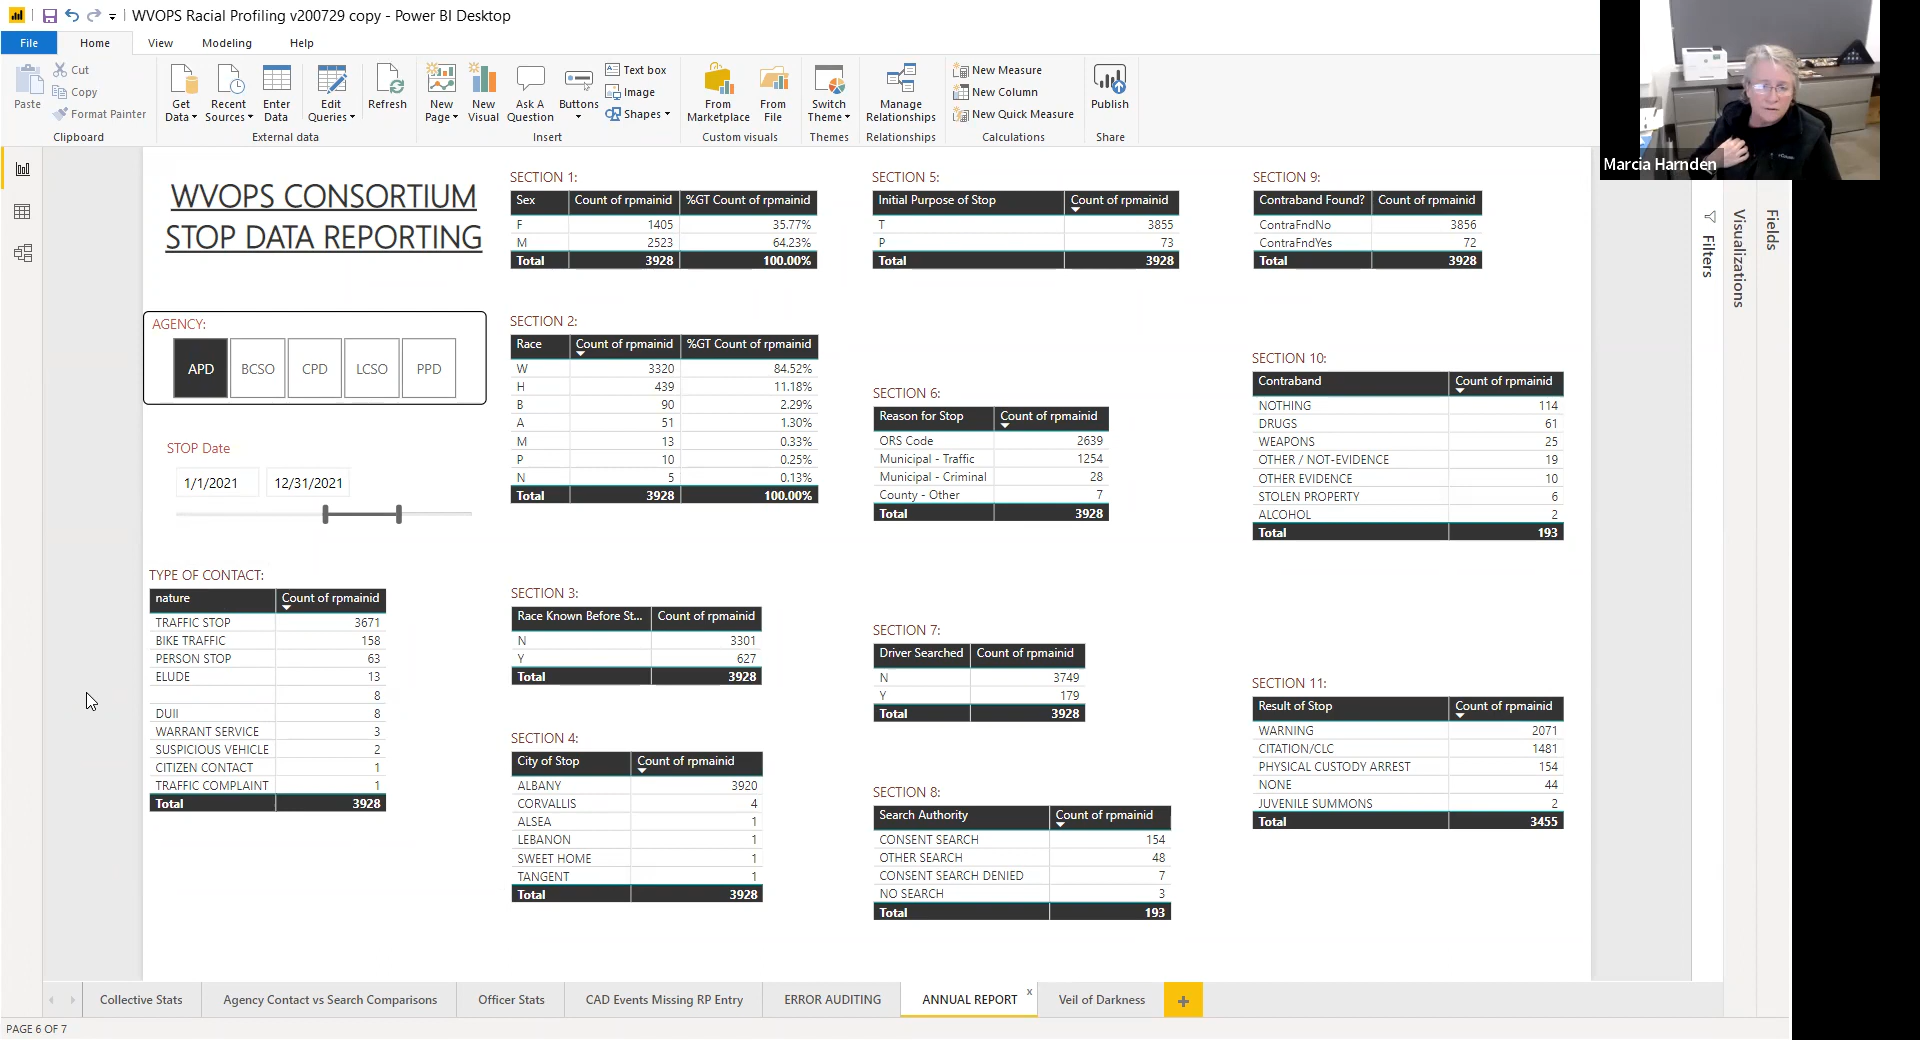 WVOPS Racial Profiling v200729 copy - Power BI Desktop
File Home View Modeling Help
Paste
Cut
Copy
Format Painter
Clipboard
Get Data
Recent Sources
Enter Data
Edit Queries
External data
Refresh
New Page
New Visual
Ask A Question
Buttons
Text box
Image
Shapes
Insert
From Marketplace
From File
Custom visuals
Switch Theme
Themes
Manage Relationships
Relationships
New Measure
New Column
New Quick Measure
Calculations
Publish
Share
Marcia Harnden
WVOPS CONSORTIUM
STOP DATA REPORTING
AGENCY:
APD BCSO CPD LCSO PPD
STOP Date
1/1/2021 12/31/2021
TYPE OF CONTACT:
nature Count of rpmainid
TRAFFIC STOP 3671
BIKE TRAFFIC 158
PERSON STOP 63
ELUDE 13
8
DUII 8
WARRANT SERVICE 3
SUSPICIOUS VEHICLE 2
CITIZEN CONTACT 1
TRAFFIC COMPLAINT 1
Total 3928
SECTION 1:
Sex Count of rpmainid %GT Count of rpmainid
F 1405 35.77%
M 2523 64.23%
Total 3928 100.00%
SECTION 2:
Race Count of rpmainid %GT Count of rpmainid
W 3320 84.52%
H 439 11.18%
B 90 2.29%
A 51 1.30%
M 13 0.33%
P 10 0.25%
N 5 0.13%
Total 3928 100.00%
SECTION 3:
Race Known Before St... Count of rpmainid
N 3301
Y 627
Total 3928
SECTION 4:
City of Stop Count of rpmainid
ALBANY 3920
CORVALLIS 4
ALSEA 1
LEBANON 1
SWEET HOME 1
TANGENT 1
Total 3928
SECTION 5:
Initial Purpose of Stop Count of rpmainid
T 3855
P 73
Total 3928
SECTION 6:
Reason for Stop Count of rpmainid
ORS Code 2639
Municipal - Traffic 1254
Municipal - Criminal 28
County - Other 7
Total 3928
SECTION 7:
Driver Searched Count of rpmainid
N 3749
Y 179
Total 3928
SECTION 8:
Search Authority Count of rpmainid
CONSENT SEARCH 154
OTHER SEARCH 48
CONSENT SEARCH DENIED 7
NO SEARCH 3
Total 193
SECTION 9:
Contraband Found? Count of rpmainid
ContraFndNo 3856
ContraFndYes 72
Total 3928
SECTION 10:
Contraband Count of rpmainid
NOTHING 114
DRUGS 61
WEAPONS 25
OTHER / NOT-EVIDENCE 19
OTHER EVIDENCE 10
STOLEN PROPERTY 6
ALCOHOL 2
Total 193
SECTION 11:
Result of Stop Count of rpmainid
WARNING 2071
CITATION/CLC 1481
PHYSICAL CUSTODY ARREST 154
NONE 44
JUVENILE SUMMONS 2
Total 3455
Filters
Visualizations
Fields
Collective Stats Agency Contact vs Search Comparisons Officer Stats CAD Events Missing RP Entry ERROR AUDITING ANNUAL REPORT x Veil of Darkness +
PAGE 6 OF 7